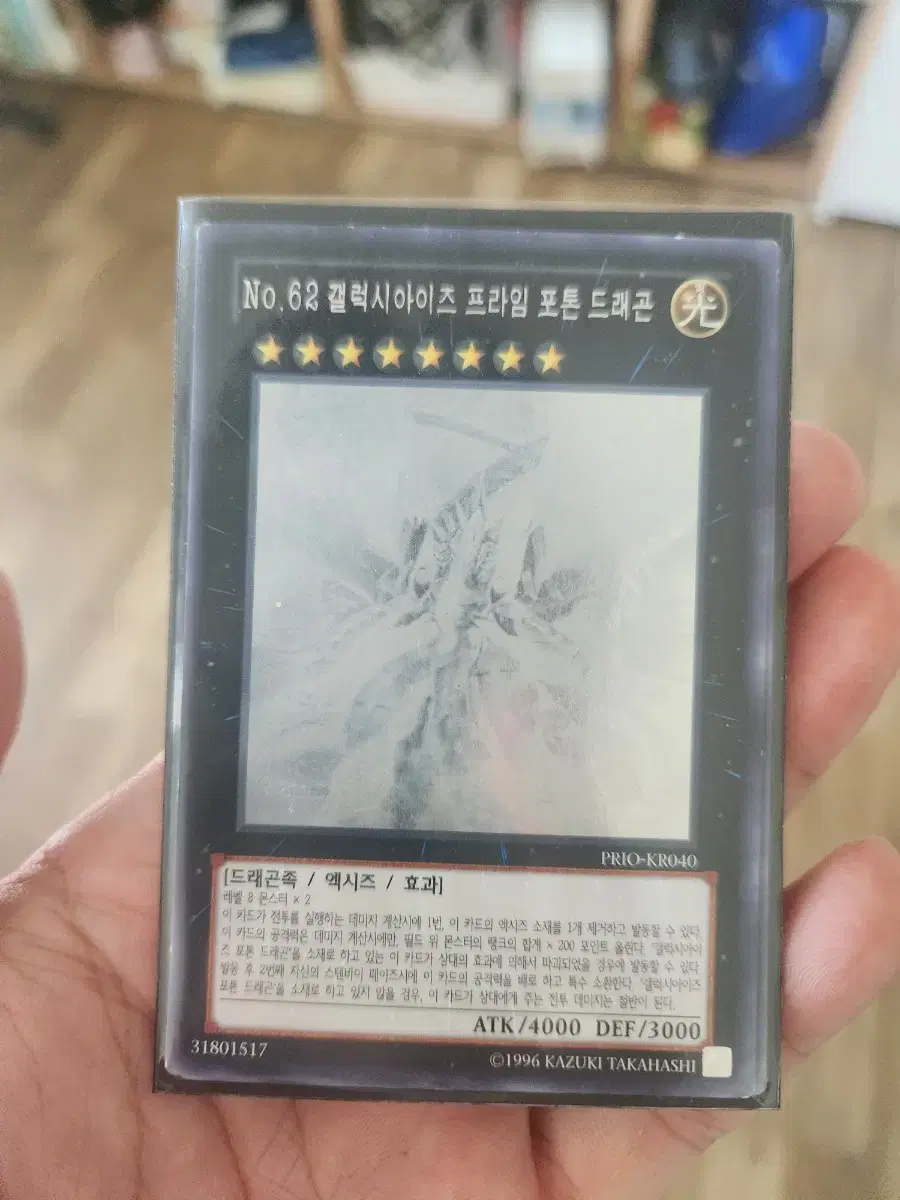 No.62 갤럭시아이즈 프라임 포톤 드래곤
光
PRIO-KR040
[드래곤족 / 엑시즈 / 효과]
레벨 8 몬스터 × 2
이 카드가 전투를 실행하는 데미지 계산시에 1번, 이 카드의 엑시즈 소재를 1개 제거하고 발동할 수 있다.
이 카드의 공격력은 데미지 계산시에만, 필드 위 몬스터의 랭크의 합계 × 200 포인트 올린다. "갤럭시아이
즈 포톤 드래곤"을 소재로 하고 있는 이 카드가 상대의 효과에 의해서 파괴되었을 경우에 발동할 수 있다.
발동 후 2번째 자신의 스탠바이 페이즈시에 이 카드의 공격력을 배로 하고 특수 소환한다. "갤럭시아이즈
포톤 드래곤"을 소재로 하고 있지 않을 경우, 이 카드가 상대에게 주는 전투 데미지는 절반이 된다.
ATK/4000 DEF/3000
31801517
©1996 KAZUKI TAKAHASHI